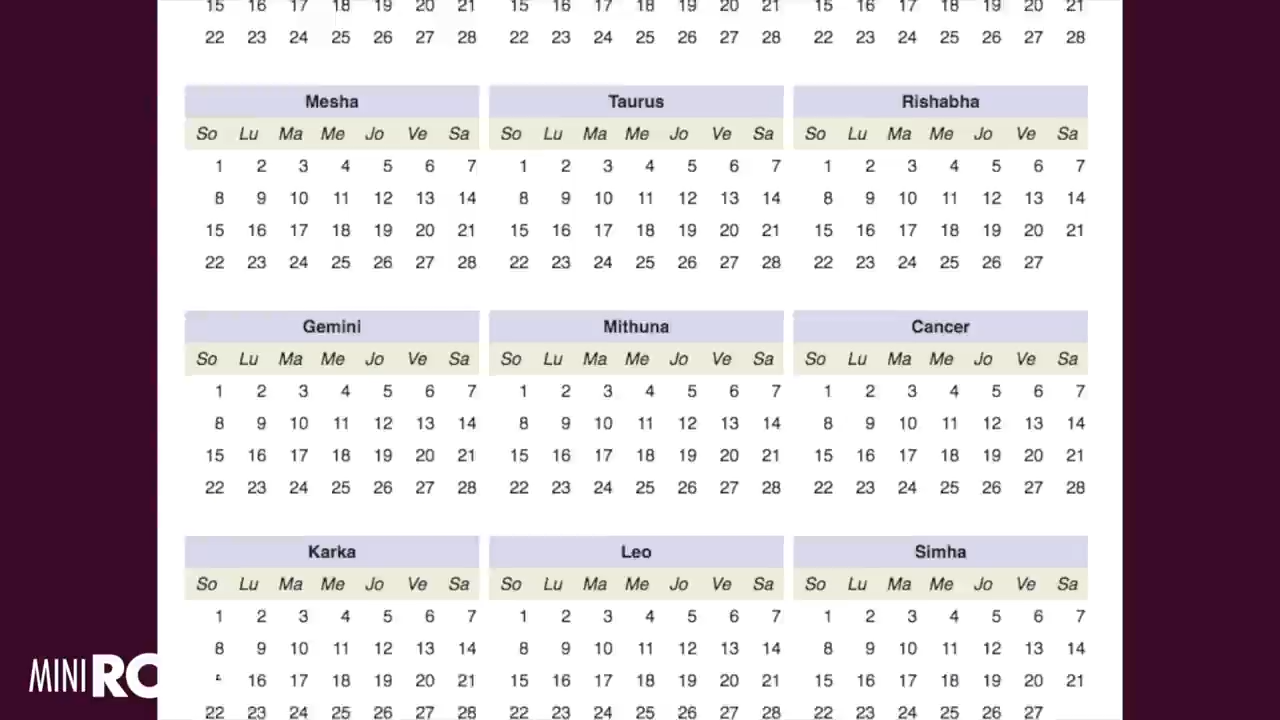 15 16 17 18 19 20 21 15 16 17 18 19 20 21 15 16 17 18 19 20 21
22 23 24 25 26 27 28 22 23 24 25 26 27 28 22 23 24 25 26 27 28
Mesha Taurus Rishabha
So Lu Ma Me Jo Ve Sa So Lu Ma Me Jo Ve Sa So Lu Ma Me Jo Ve Sa
1 2 3 4 5 6 7 1 2 3 4 5 6 7 1 2 3 4 5 6 7
8 9 10 11 12 13 14 8 9 10 11 12 13 14 8 9 10 11 12 13 14
15 16 17 18 19 20 21 15 16 17 18 19 20 21 15 16 17 18 19 20 21
22 23 24 25 26 27 28 22 23 24 25 26 27 28 22 23 24 25 26 27
Gemini Mithuna Cancer
So Lu Ma Me Jo Ve Sa So Lu Ma Me Jo Ve Sa So Lu Ma Me Jo Ve Sa
1 2 3 4 5 6 7 1 2 3 4 5 6 7 1 2 3 4 5 6 7
8 9 10 11 12 13 14 8 9 10 11 12 13 14 8 9 10 11 12 13 14
15 16 17 18 19 20 21 15 16 17 18 19 20 21 15 16 17 18 19 20 21
22 23 24 25 26 27 28 22 23 24 25 26 27 28 22 23 24 25 26 27 28
Karka Leo Simha
So Lu Ma Me Jo Ve Sa So Lu Ma Me Jo Ve Sa So Lu Ma Me Jo Ve Sa
1 2 3 4 5 6 7 1 2 3 4 5 6 7 1 2 3 4 5 6 7
8 9 10 11 12 13 14 8 9 10 11 12 13 14 8 9 10 11 12 13 14
16 17 18 19 20 21 15 16 17 18 19 20 21 15 16 17 18 19 20 21
22 23 24 25 26 27 28 22 23 24 25 26 27 28 22 23 24 25 26 27
MINI RO